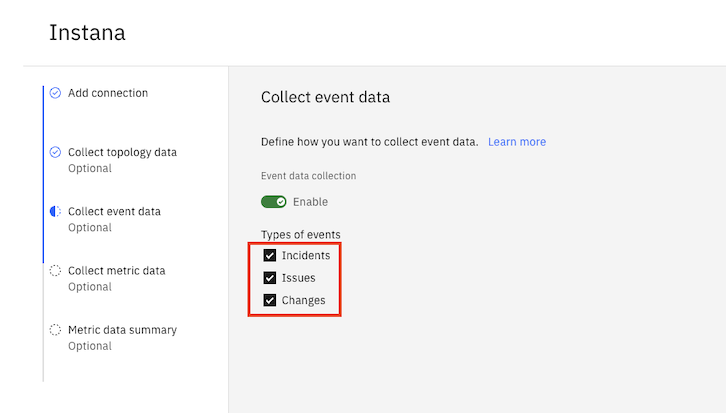 Instana
Add connection
Collect topology data
Optional
Collect event data
Optional
Collect metric data
Optional
Metric data summary
Optional
Collect event data
Define how you want to collect event data. Learn more
Event data collection
Enable
Types of events
Incidents
Issues
Changes